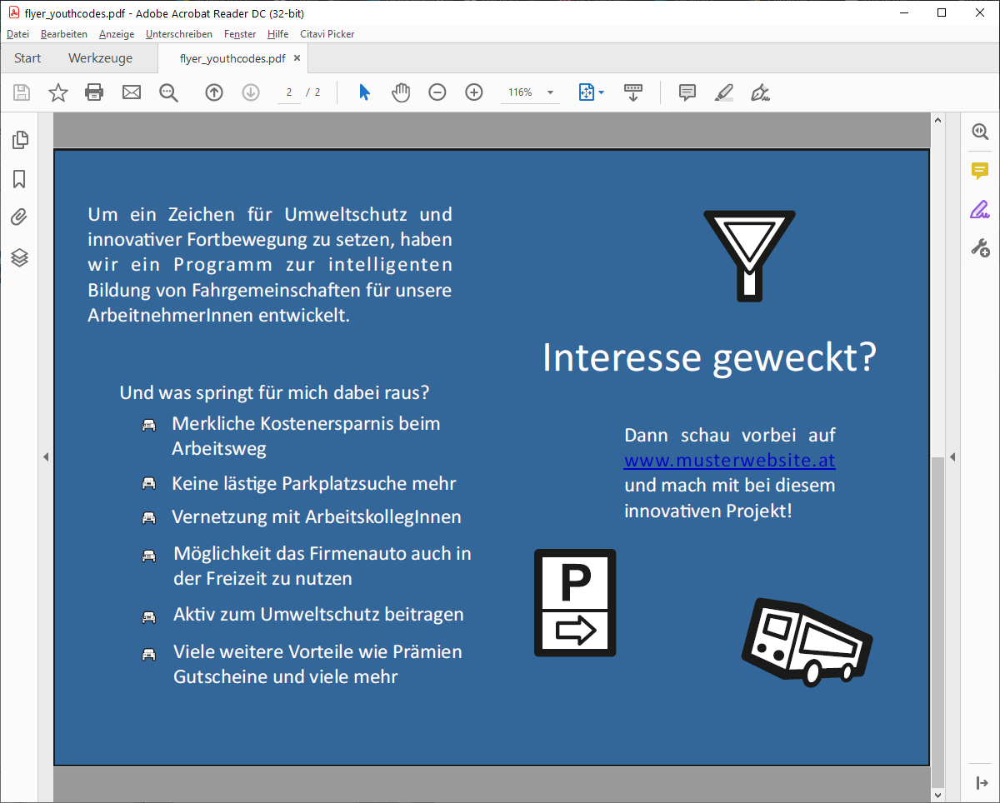 flyer_youthcodes.pdf - Adobe Acrobat Reader DC (32-bit)
Datei Bearbeiten Anzeige Unterschreiben Fenster Hilfe Citavi Picker
Start Werkzeuge flyer_youthcodes.pdf ×
2 / 2 116%
Um ein Zeichen für Umweltschutz und
innovativer Fortbewegung zu setzen, haben
wir ein Programm zur intelligenten
Bildung von Fahrgemeinschaften für unsere
ArbeitnehmerInnen entwickelt.
Und was springt für mich dabei raus?
Merkliche Kostenersparnis beim
Arbeitsweg
Keine lästige Parkplatzsuche mehr
Vernetzung mit ArbeitskollegInnen
Möglichkeit das Firmenauto auch in
der Freizeit zu nutzen
Aktiv zum Umweltschutz beitragen
Viele weitere Vorteile wie Prämien
Gutscheine und viele mehr
Interesse geweckt?
Dann schau vorbei auf
www.musterwebsite.at
und mach mit bei diesem
innovativen Projekt!
P